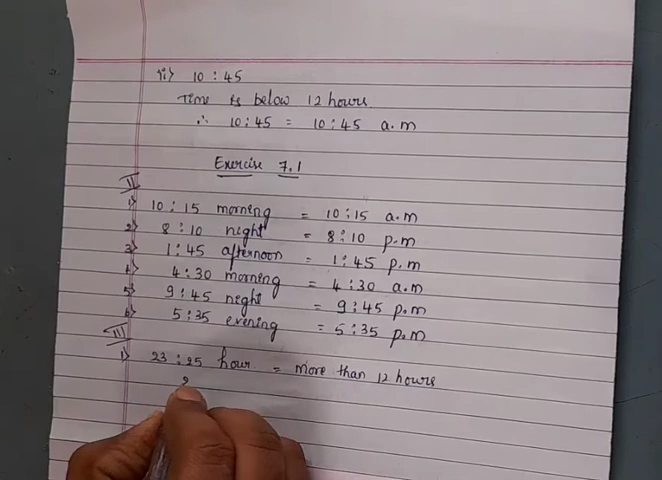 vii> 10 : 45
Time is below 12 hours
∴ 10:45 = 10:45 a.m
Exercise 7.1
II
1> 10 : 15 morning = 10:15 a.m
2> 8 : 10 night = 8:10 p.m
3> 1 : 45 afternoon = 1:45 p.m
4> 4 : 30 morning = 4:30 a.m
5> 9 : 45 night = 9:45 p.m
6> 5 : 35 evening = 5:35 p.m
III
1> 23 : 25 hour = more than 12 hours
2